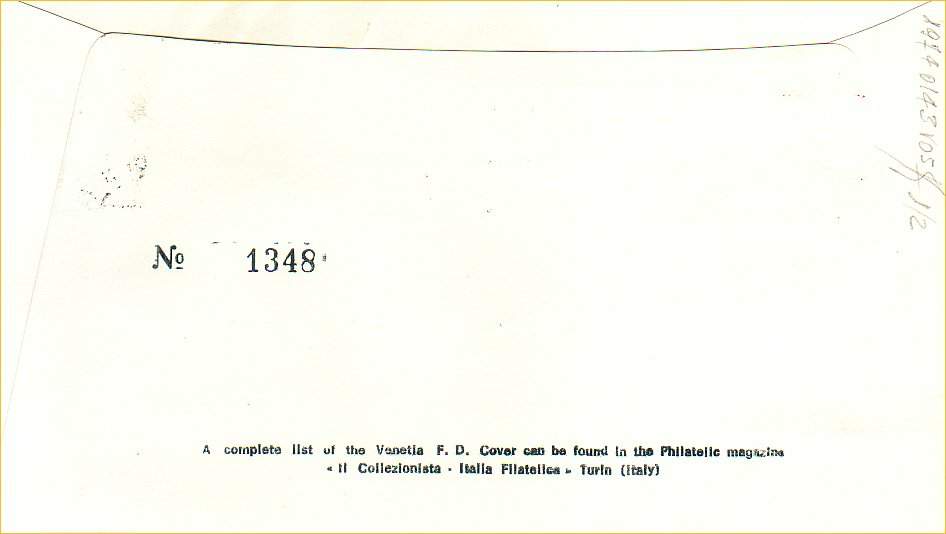 № 1348
A complete list of the Venetia F. D. Cover can be found in the Philatelic magazine
« Il Collezionista - Italia Filatelica » Turin (Italy)